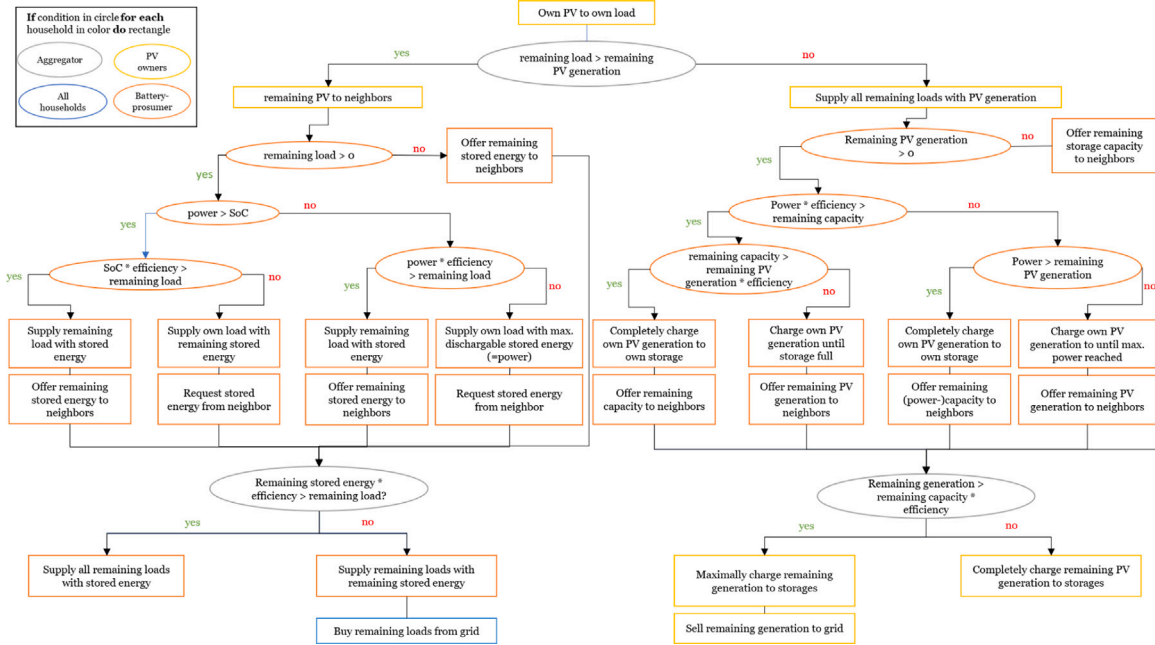 If condition in circle for each
household in color do rectangle
Aggregator
PV
owners
All
households
Battery-
prosumer
Own PV to own load
remaining load > remaining
PV generation
yes
no
remaining PV to neighbors
Supply all remaining loads with PV generation
remaining load > 0
no
Offer remaining
stored energy to
neighbors
Remaining PV generation
> 0
no
Offer remaining
storage capacity
to neighbors
yes
yes
power > SoC
no
Power * efficiency >
remaining capacity
no
yes
yes
SoC * efficiency >
remaining load
power * efficiency
> remaining load
remaining capacity >
remaining PV
generation * efficiency
Power > remaining
PV generation
yes
no
yes
no
yes
no
yes
no
Supply remaining
load with stored
energy
Supply own load with
remaining stored
energy
Supply remaining
load with stored
energy
Supply own load with max.
dischargable stored energy
(=power)
Completely charge
own PV generation to
own storage
Charge own PV
generation until
storage full
Completely charge
own PV generation to
own storage
Charge own PV
generation to until max.
power reached
Offer remaining
stored energy to
neighbors
Request stored
energy from neighbor
Offer remaining
stored energy to
neighbors
Request stored
energy from neighbor
Offer remaining
capacity to neighbors
Offer remaining PV
generation to
neighbors
Offer remaining
(power-)capacity to
neighbors
Offer remaining PV
generation to neighbors
Remaining stored energy *
efficiency > remaining load?
Remaining generation >
remaining capacity *
efficiency
yes
no
yes
no
Supply all remaining loads
with stored energy
Supply remaining loads with
remaining stored energy
Maximally charge remaining
generation to storages
Completely charge remaining PV
generation to storages
Buy remaining loads from grid
Sell remaining generation to grid